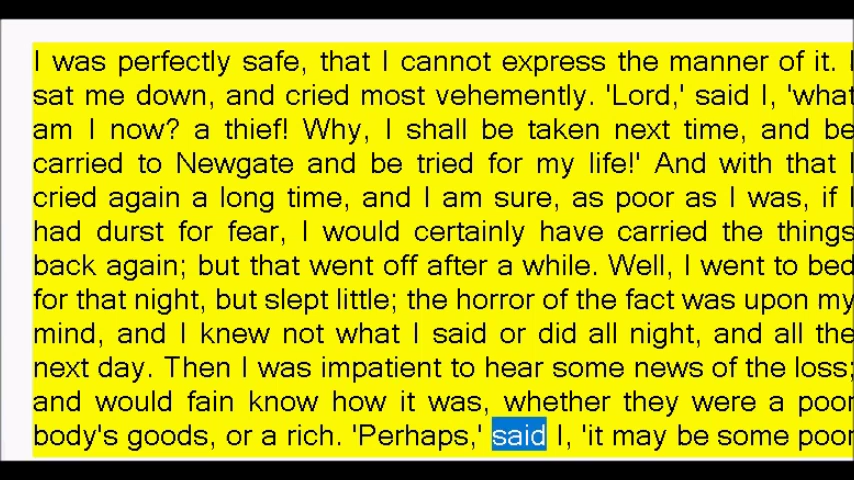 I was perfectly safe, that I cannot express the manner of it. I
sat me down, and cried most vehemently. 'Lord,' said I, 'what
am I now? a thief! Why, I shall be taken next time, and be
carried to Newgate and be tried for my life!' And with that I
cried again a long time, and I am sure, as poor as I was, if I
had durst for fear, I would certainly have carried the things
back again; but that went off after a while. Well, I went to bed
for that night, but slept little; the horror of the fact was upon my
mind, and I knew not what I said or did all night, and all the
next day. Then I was impatient to hear some news of the loss;
and would fain know how it was, whether they were a poor
body's goods, or a rich. 'Perhaps,' said I, 'it may be some poor